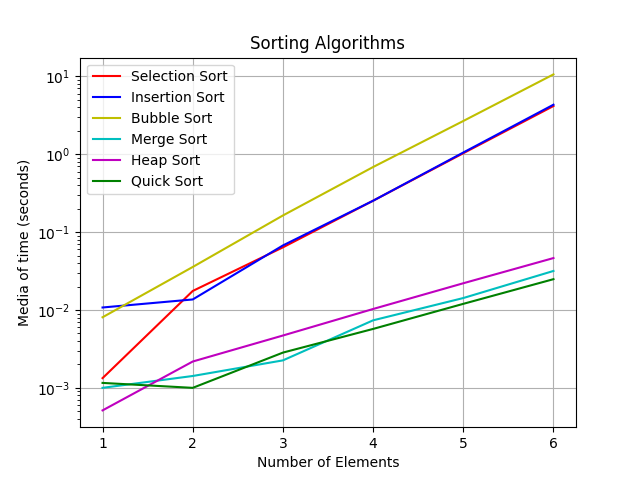 Sorting Algorithms
Selection Sort
Insertion Sort
Bubble Sort
Merge Sort
Heap Sort
Quick Sort
Media of time (seconds)
10¹
10⁰
10⁻¹
10⁻²
10⁻³
1 2 3 4 5 6
Number of Elements